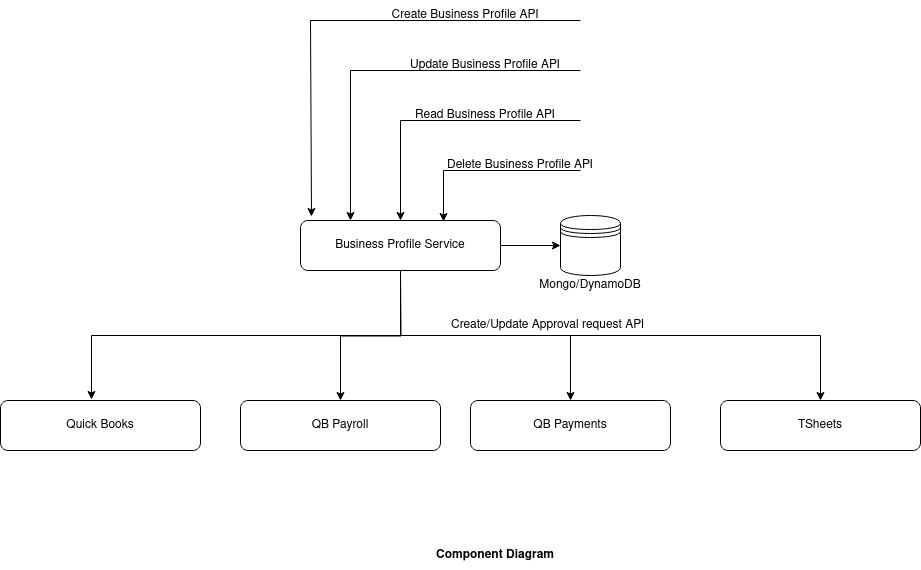 Create Business Profile API
Update Business Profile API
Read Business Profile API
Delete Business Profile API
Business Profile Service
Mongo/DynamoDB
Create/Update Approval request API
Quick Books
QB Payroll
QB Payments
TSheets
Component Diagram